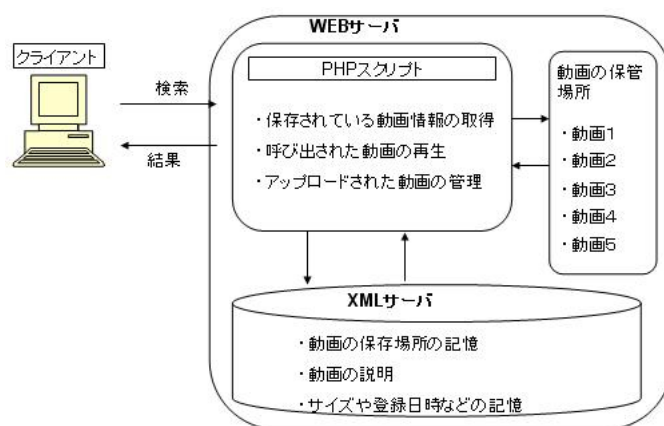 WEBサーバ
クライアント
検索
結果
PHPスクリプト
・保存されている動画情報の取得
・呼び出された動画の再生
・アップロードされた動画の管理
動画の保管
場所
・動画1
・動画2
・動画3
・動画4
・動画5
XMLサーバ
・動画の保存場所の記憶
・動画の説明
・サイズや登録日時などの記憶